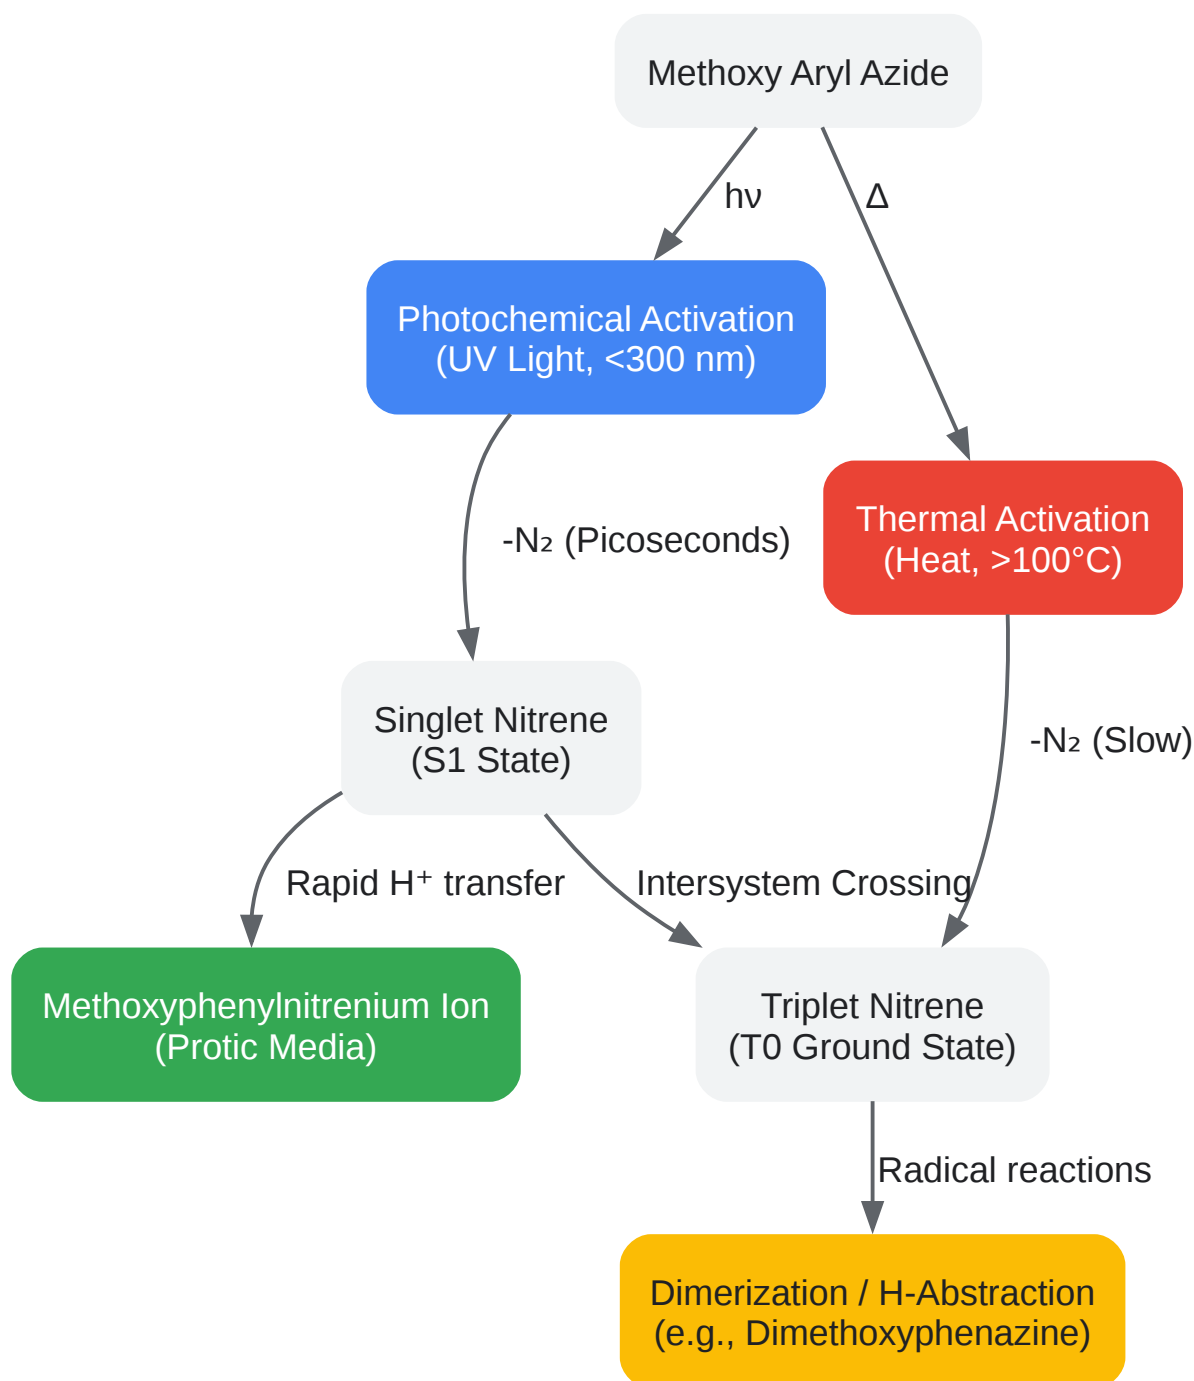 Methoxy Aryl Azide
hν
Δ
Photochemical Activation
(UV Light, <300 nm)
Thermal Activation
(Heat, >100°C)
-N₂ (Picoseconds)
Singlet Nitrene
(S1 State)
-N₂ (Slow)
Rapid H⁺ transfer
Intersystem Crossing
Methoxyphenylnitrenium Ion
(Protic Media)
Triplet Nitrene
(T0 Ground State)
Radical reactions
Dimerization / H-Abstraction
(e.g., Dimethoxyphenazine)